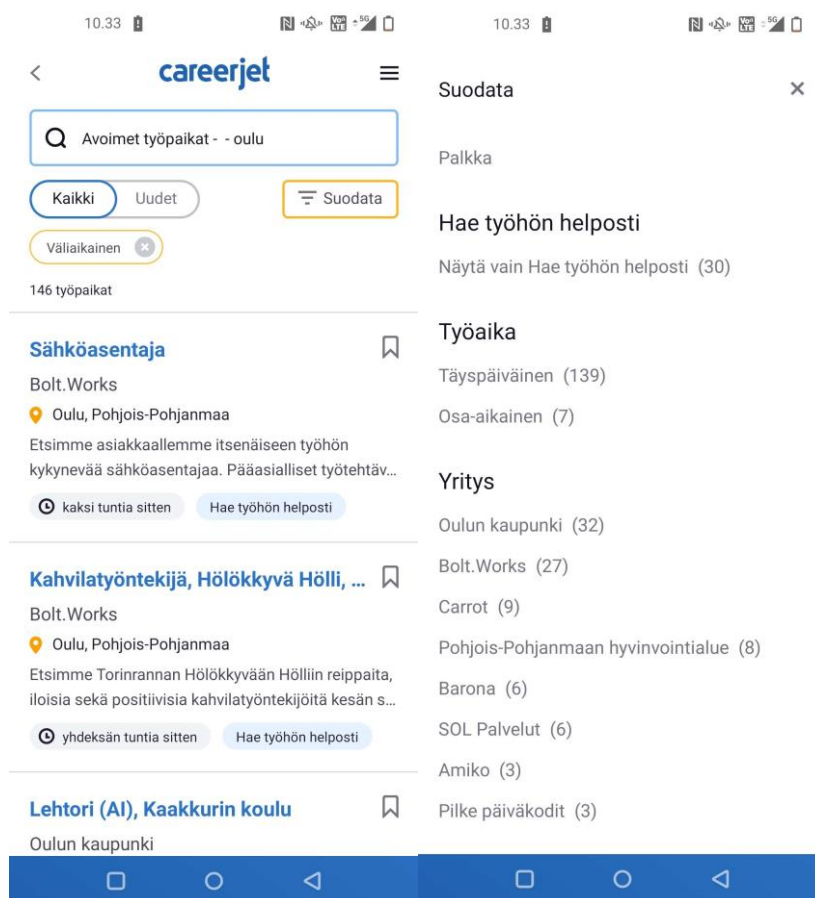 10.33
5G
careerjet
Avoimet työpaikat - - oulu
Kaikki
Uudet
Suodata
Väliaikainen
146 työpaikat
Sähköasentaja
Bolt.Works
Oulu, Pohjois-Pohjanmaa
Etsimme asiakkaallemme itsenäiseen työhön
kykynevää sähköasentajaa. Pääasialliset työtehtäv...
kaksi tuntia sitten
Hae työhön helposti
Kahvilatyöntekijä, Hölökkyvä Hölli, ...
Bolt.Works
Oulu, Pohjois-Pohjanmaa
Etsimme Torinrannan Hölökkyvään Hölliin reippaita,
iloisia sekä positiivisia kahvilatyöntekijöitä kesän s...
yhdeksän tuntia sitten
Hae työhön helposti
Lehtori (AI), Kaakkurin koulu
Oulun kaupunki
10.33
5G
Suodata
Palkka
Hae työhön helposti
Näytä vain Hae työhön helposti (30)
Työaika
Täyspäiväinen (139)
Osa-aikainen (7)
Yritys
Oulun kaupunki (32)
Bolt.Works (27)
Carrot (9)
Pohjois-Pohjanmaan hyvinvointialue (8)
Barona (6)
SOL Palvelut (6)
Amiko (3)
Pilke päiväkodit (3)